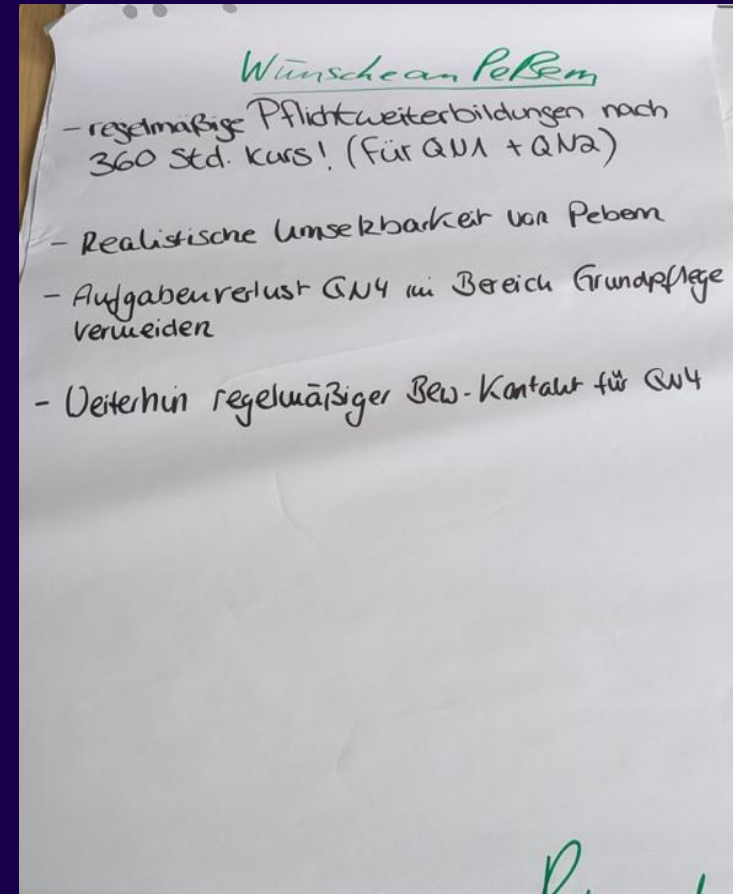 Wünsche an PeBem
- regelmäßige Pflichtweiterbildungen nach
360 Std. Kurs! (Für QN1 + QN2)
- Realistische Umsetzbarkeit von Pebem
- Aufgabenverlust QN4 im Bereich Grundpflege
vermeiden
- Weiterhin regelmäßiger Bew.-Kontakt für QN4